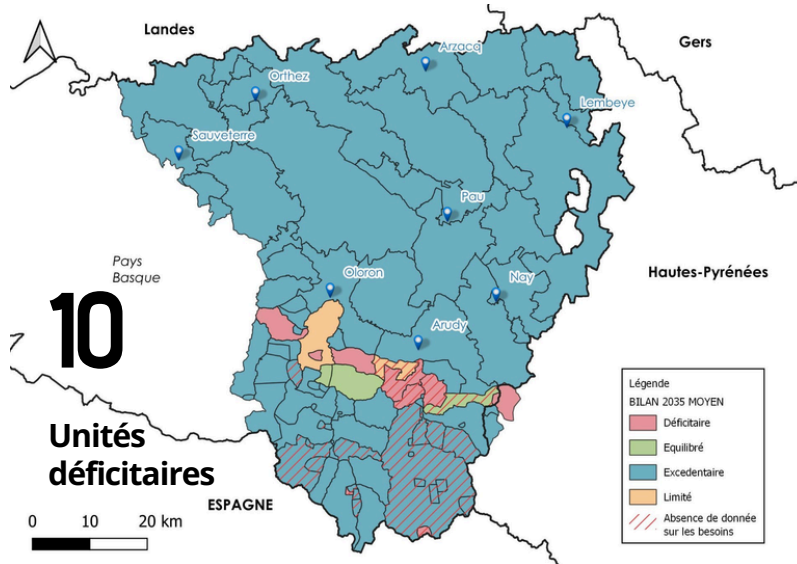 Landes
Gers
Arzacq
Orthez
Lembeye
Sauveterre
Pau
Pays
Basque
Hautes-Pyrénées
Oloron
Nay
10
Arudy
Unités
déficitaires
ESPAGNE
0 10 20 km
Légende
BILAN 2035 MOYEN
Déficitaire
Equilibré
Excedentaire
Limité
Absence de donnée
sur les besoins